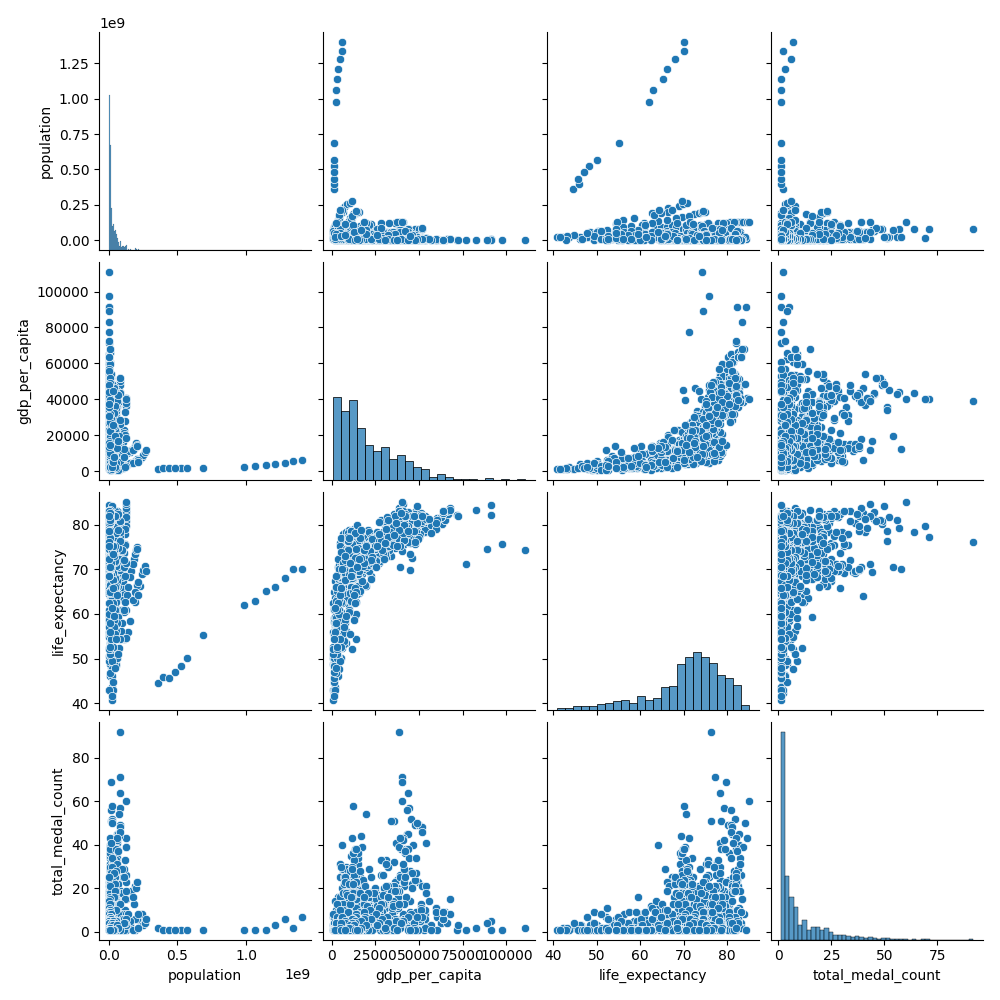 1e9
1.25
1.00
0.75
0.50
0.25
0.00
population
100000
80000
60000
40000
20000
0
gdp_per_capita
80
70
60
50
40
life_expectancy
80
60
40
20
0
total_medal_count
0.0 0.5 1.0
1e9
population
0 25000 50000 75000 100000
gdp_per_capita
40 50 60 70 80
life_expectancy
0 25 50 75
total_medal_count